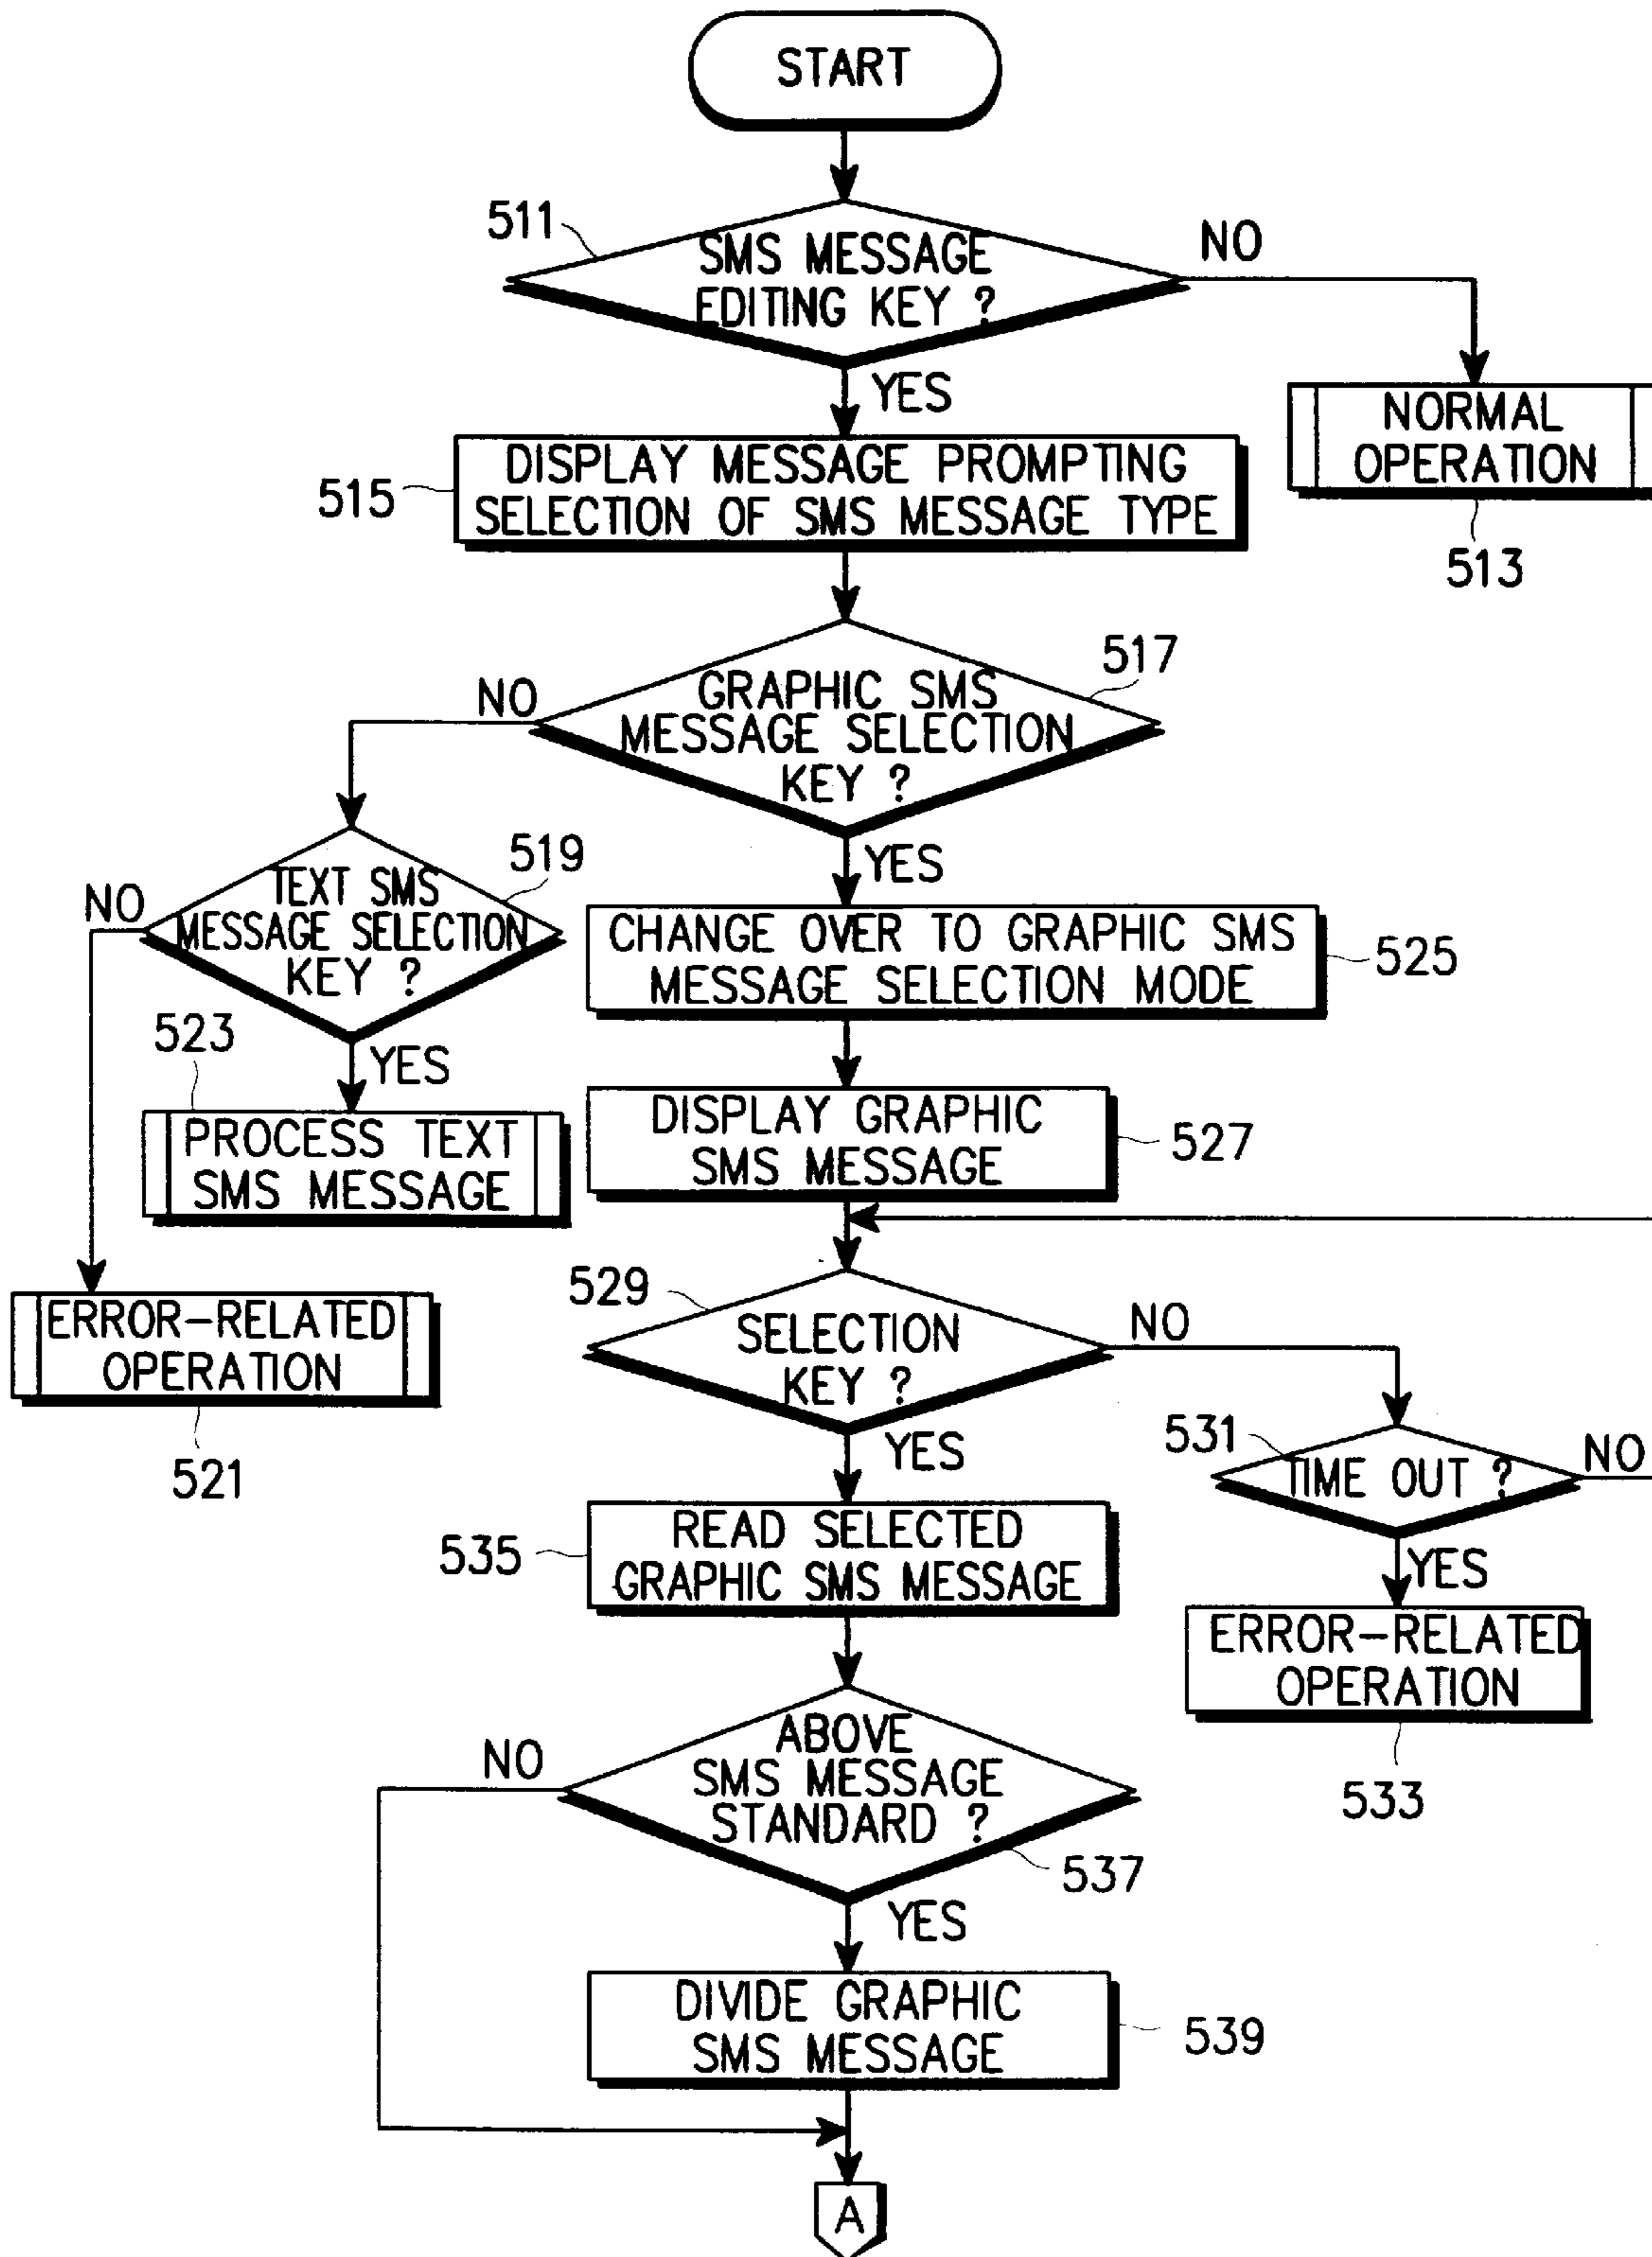 START
511
SMS MESSAGE
EDITING KEY ?
NO
YES
NORMAL
OPERATION
513
515
DISPLAY MESSAGE PROMPTING
SELECTION OF SMS MESSAGE TYPE
517
GRAPHIC SMS
MESSAGE SELECTION
KEY ?
NO
YES
519
TEXT SMS
MESSAGE SELECTION
KEY ?
NO
YES
523
PROCESS TEXT
SMS MESSAGE
ERROR-RELATED
OPERATION
521
CHANGE OVER TO GRAPHIC SMS
MESSAGE SELECTION MODE
525
DISPLAY GRAPHIC
SMS MESSAGE
527
529
SELECTION
KEY ?
NO
YES
531
TIME OUT ?
NO
YES
ERROR-RELATED
OPERATION
533
535
READ SELECTED
GRAPHIC SMS MESSAGE
ABOVE
SMS MESSAGE
STANDARD ?
537
NO
YES
DIVIDE GRAPHIC
SMS MESSAGE
539
A